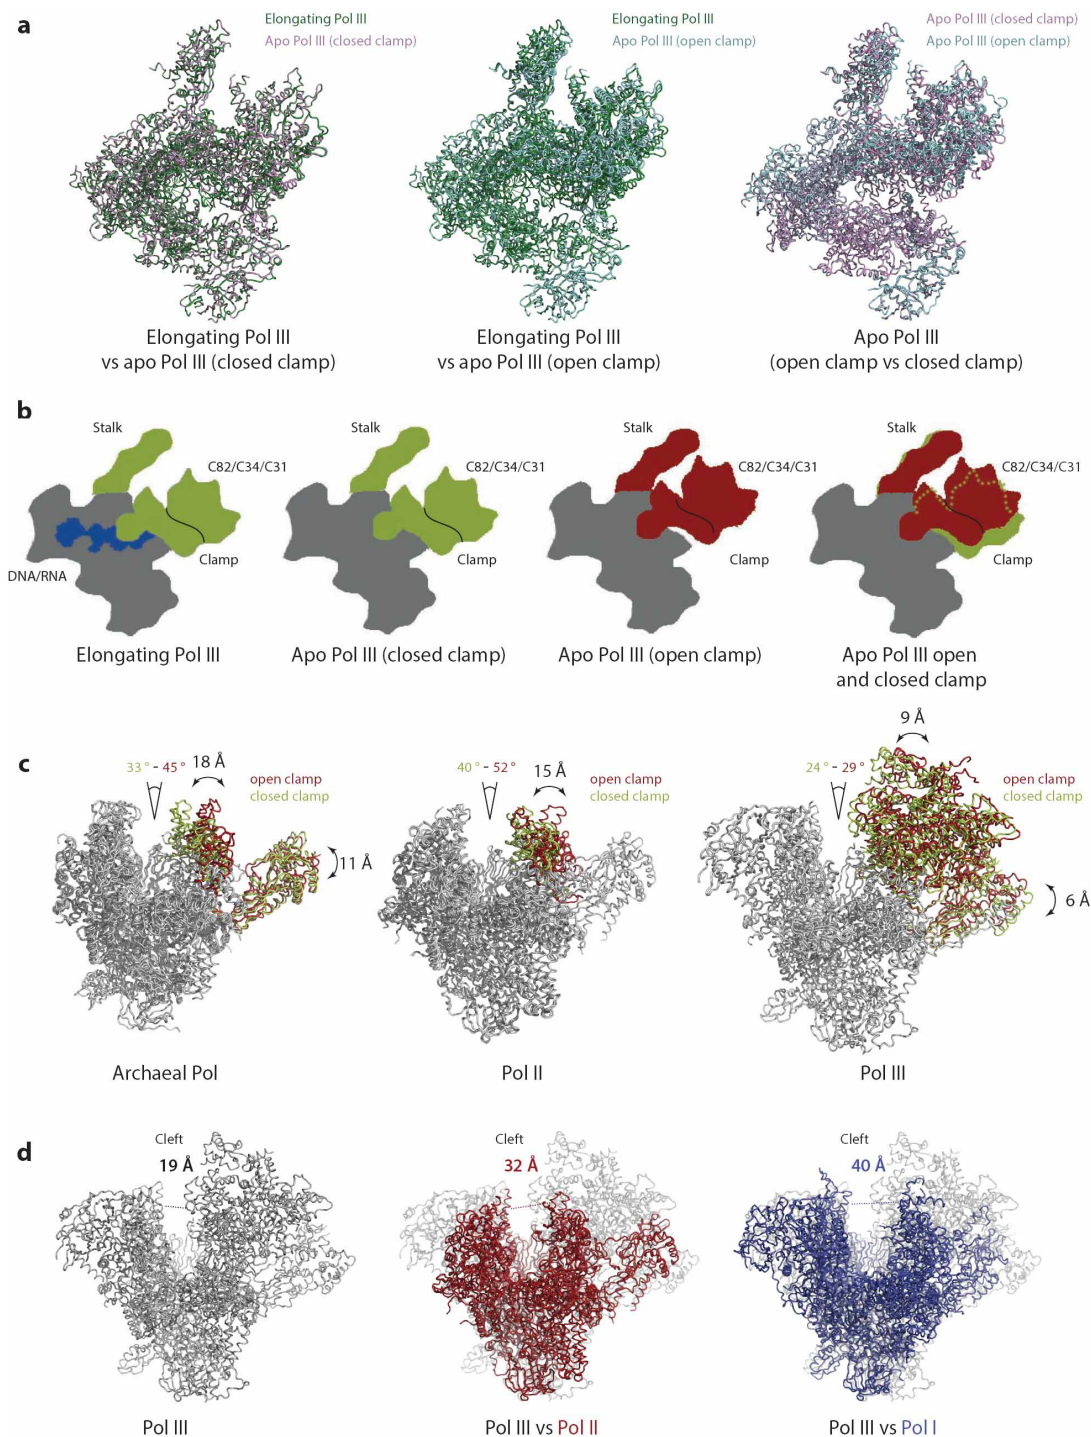 a
Elongating Pol III
Apo Pol III (closed clamp)
Elongating Pol III
Apo Pol III (open clamp)
Apo Pol III (closed clamp)
Apo Pol III (open clamp)
Elongating Pol III
vs apo Pol III (closed clamp)
Elongating Pol III
vs apo Pol III (open clamp)
Apo Pol III
(open clamp vs closed clamp)
b
Stalk
C82/C34/C31
Clamp
DNA/RNA
Elongating Pol III
Stalk
C82/C34/C31
Clamp
Apo Pol III (closed clamp)
Stalk
C82/C34/C31
Clamp
Apo Pol III (open clamp)
Stalk
C82/C34/C31
Clamp
Apo Pol III open
and closed clamp
c
33 ° - 45 °
18 Å
open clamp
closed clamp
11 Å
Archaeal Pol
40 ° - 52 °
15 Å
open clamp
closed clamp
Pol II
9 Å
24 ° - 29 °
open clamp
closed clamp
6 Å
Pol III
d
Cleft
19 Å
Pol III
Cleft
32 Å
Pol III vs Pol II
Cleft
40 Å
Pol III vs Pol I